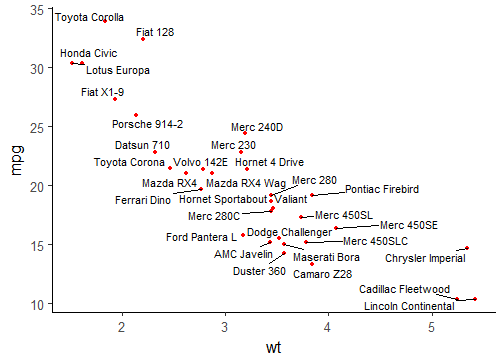 35
Toyota Corolla
Fiat 128
Honda Civic
30
Lotus Europa
Fiat X1-9
25
Porsche 914-2
Merc 240D
Datsun 710
Merc 230
Toyota Corona
Volvo 142E
Hornet 4 Drive
mpg
20
Mazda RX4
Mazda RX4 Wag
Merc 280
Pontiac Firebird
Ferrari Dino
Hornet Sportabout
Valiant
Merc 280C
Merc 450SL
Merc 450SE
Ford Pantera L
Dodge Challenger
Merc 450SLC
15
AMC Javelin
Maserati Bora
Chrysler Imperial
Duster 360
Camaro Z28
Cadillac Fleetwood
10
Lincoln Continental
2
3
4
5
wt